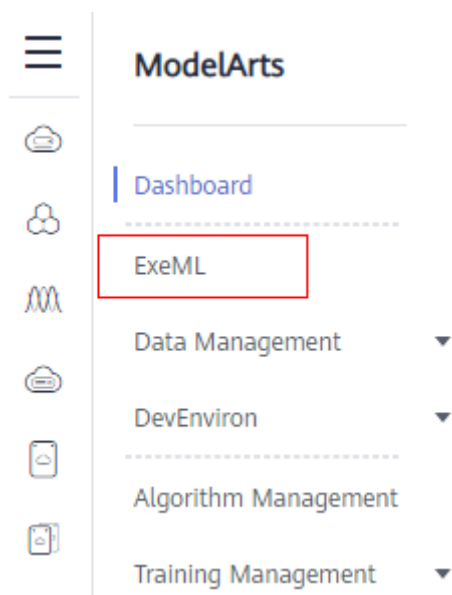 ModelArts
Dashboard
ExeML
Data Management
DevEnviron
Algorithm Management
Training Management